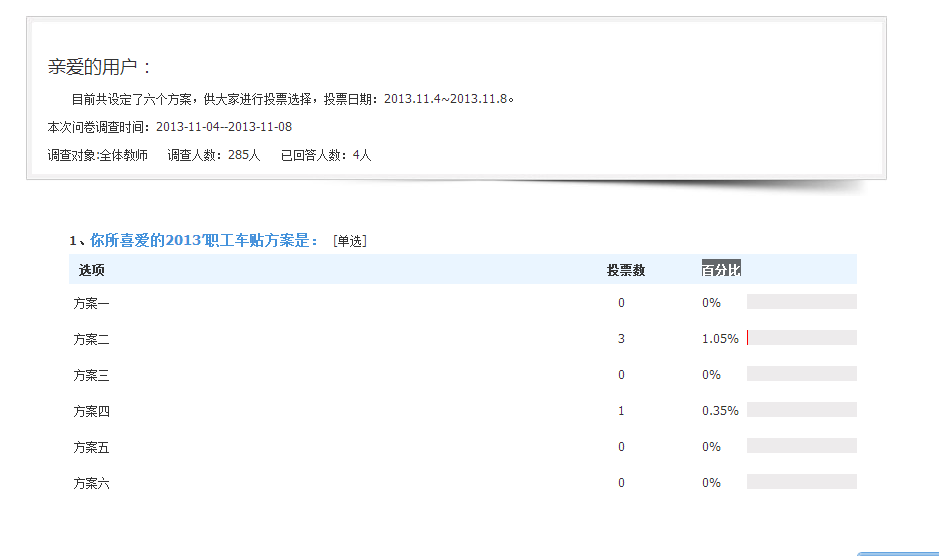 亲爱的用户：
目前共设定了六个方案，供大家进行投票选择，投票日期：2013.11.4~2013.11.8。
本次问卷调查时间：2013-11-04--2013-11-08
调查对象:全体教师 调查人数：285人 已回答人数：4人
1、你所喜爱的2013'职工车贴方案是： [单选]
选项 投票数 百分比
方案一 0 0%
方案二 3 1.05%
方案三 0 0%
方案四 1 0.35%
方案五 0 0%
方案六 0 0%